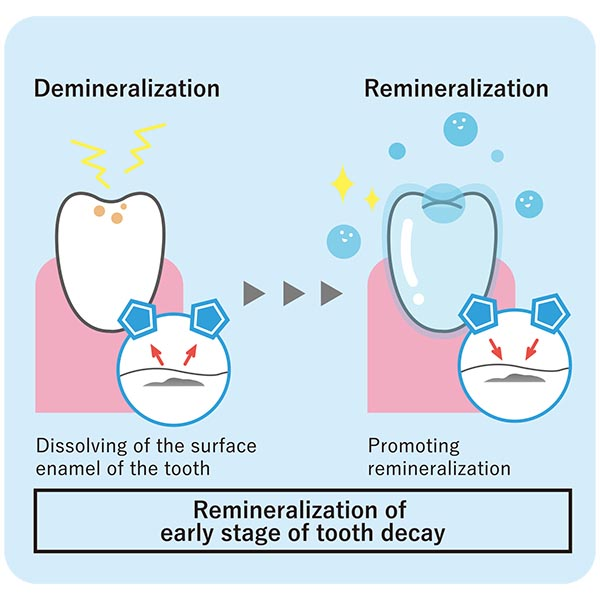 Demineralization
Remineralization
Dissolving of the surface
enamel of the tooth
Promoting
remineralization
Remineralization of
early stage of tooth decay